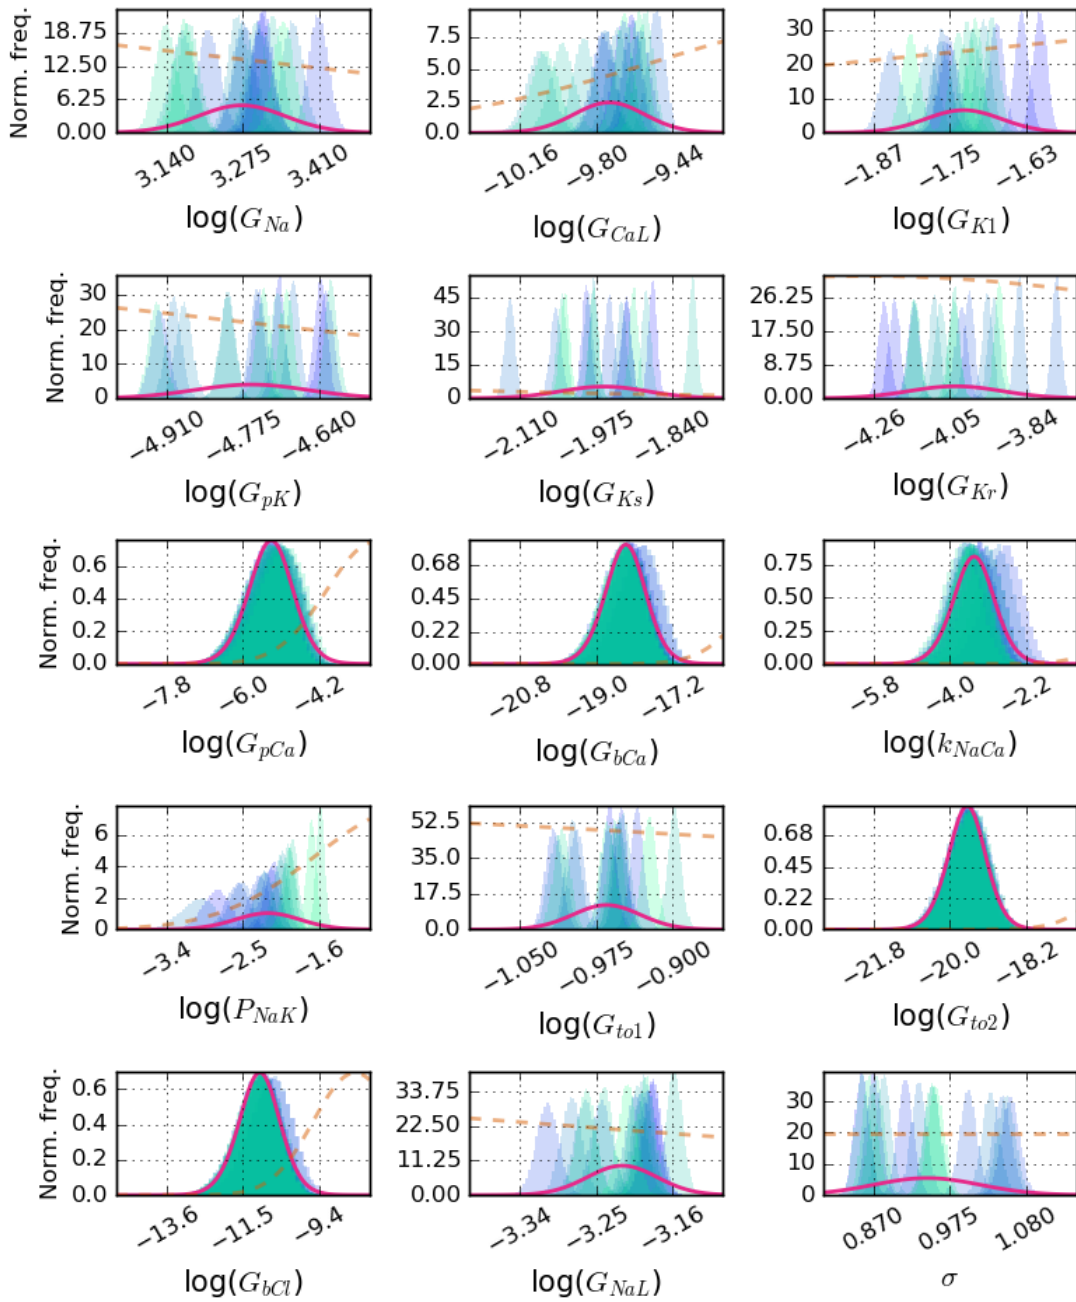 Norm. freq.
18.75 12.50 6.25 0.00
3.140 3.275 3.410
log(G_Na)
7.5 5.0 2.5 0.0
−10.16 −9.80 −9.44
log(G_CaL)
30 20 10 0
−1.87 −1.75 −1.63
log(G_K1)
Norm. freq.
30 20 10 0
−4.910 −4.775 −4.640
log(G_pK)
45 30 15 0
−2.110 −1.975 −1.840
log(G_Ks)
26.25 17.50 8.75 0.00
−4.26 −4.05 −3.84
log(G_Kr)
Norm. freq.
0.6 0.4 0.2 0.0
−7.8 −6.0 −4.2
log(G_pCa)
0.68 0.45 0.22 0.00
−20.8 −19.0 −17.2
log(G_bCa)
0.75 0.50 0.25 0.00
−5.8 −4.0 −2.2
log(k_NaCa)
Norm. freq.
6 4 2 0
−3.4 −2.5 −1.6
log(P_NaK)
52.5 35.0 17.5 0.0
−1.050 −0.975 −0.900
log(G_to1)
0.68 0.45 0.22 0.00
−21.8 −20.0 −18.2
log(G_to2)
Norm. freq.
0.6 0.4 0.2 0.0
−13.6 −11.5 −9.4
log(G_bCl)
33.75 22.50 11.25 0.00
−3.34 −3.25 −3.16
log(G_NaL)
30 20 10 0
0.870 0.975 1.080
σ